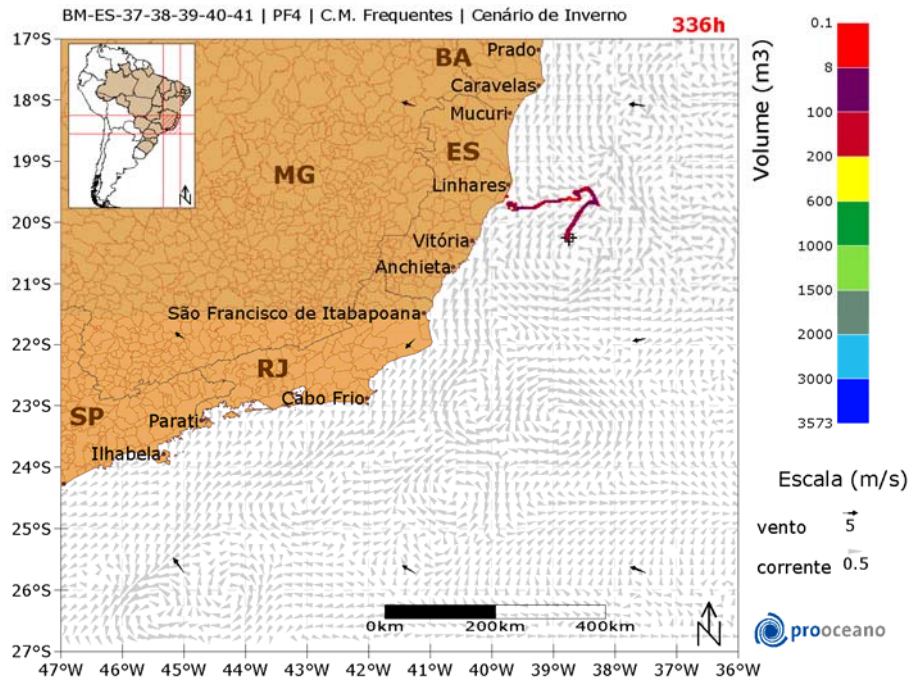 BM-ES-37-38-39-40-41 | PF4 | C.M. Frequentes | Cenário de Inverno
336h
17°S
18°S
19°S
20°S
21°S
22°S
23°S
24°S
25°S
26°S
27°S
BA
Prado
Caravelas
Mucuri
ES
MG
Linhares
Vitória
Anchieta
São Francisco de Itabapoana
RJ
Cabo Frio
SP
Parati
Ilhabela
N
0km
200km
400km
N
47°W
46°W
45°W
44°W
43°W
42°W
41°W
40°W
39°W
38°W
37°W
36°W
Volume (m3)
0.1
8
100
200
600
1000
1500
2000
3000
3573
Escala (m/s)
vento 5
corrente 0.5
prooceano